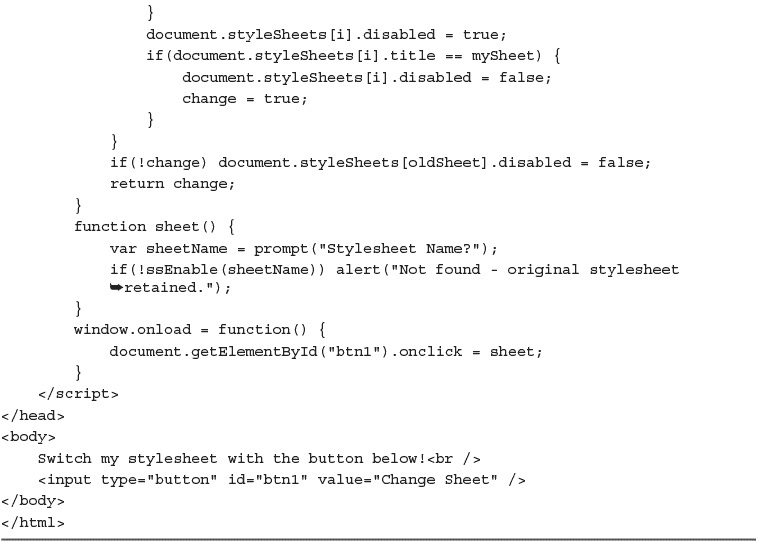 }
                document.styleSheets[i].disabled = true;
                if(document.styleSheets[i].title == mySheet) {
                    document.styleSheets[i].disabled = false;
                    change = true;
                }
            }
            if(!change) document.styleSheets[oldSheet].disabled = false;
            return change;
        }
        function sheet() {
            var sheetName = prompt("Stylesheet Name?");
            if(!ssEnable(sheetName)) alert("Not found - original stylesheet
            ➥retained.");
        }
        window.onload = function() {
            document.getElementById("btn1").onclick = sheet;
        }
    </script>
</head>
<body>
    Switch my stylesheet with the button below!<br />
    <input type="button" id="btn1" value="Change Sheet" />
</body>
</html>